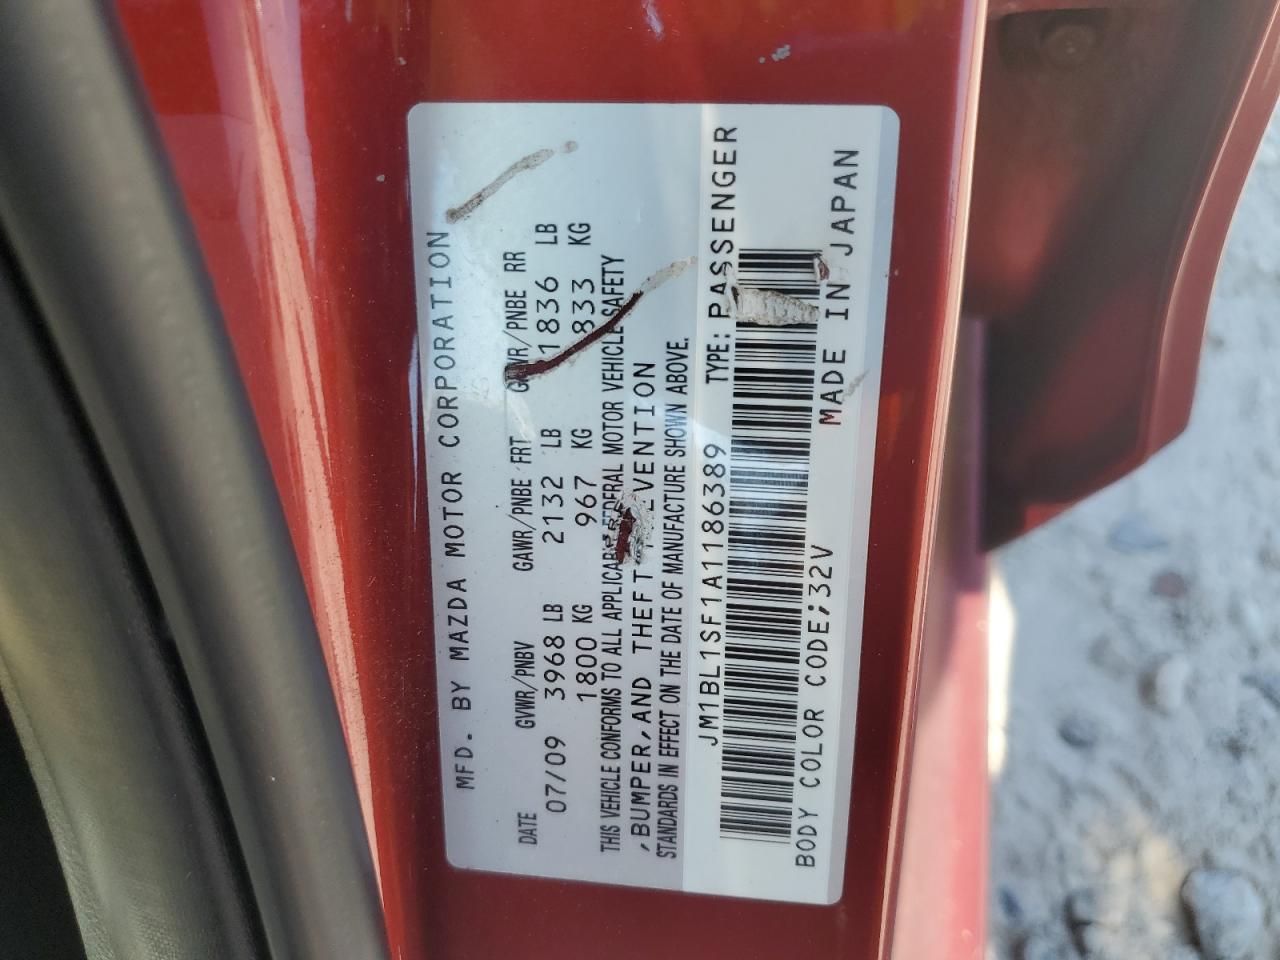 MFD. BY MAZDA MOTOR CORPORATION
DATE GVWR/PNBV GAWR/PNBE FRT GAWR/PNBE RR
07/09 3968 LB 2132 LB 1836 LB
1800 KG 967 KG 833 KG
THIS VEHICLE CONFORMS TO ALL APPLICABLE FEDERAL MOTOR VEHICLE SAFETY
,BUMPER,AND THEFT PREVENTION
STANDARDS IN EFFECT ON THE DATE OF MANUFACTURE SHOWN ABOVE.
JM1BL1SF1A1186389 TYPE: PASSENGER
BODY COLOR CODE;32V MADE IN JAPAN